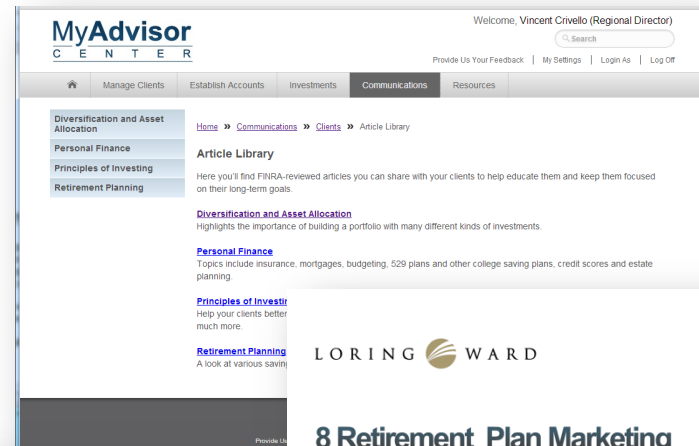 MyAdvisor
CENTER
Welcome, Vincent Crivello (Regional Director)
Search
Provide Us Your Feedback | My Settings | Login As | Log Off
Manage Clients Establish Accounts Investments Communications Resources
Diversification and Asset
Allocation
Personal Finance
Principles of Investing
Retirement Planning
Home » Communications » Clients » Article Library
Article Library
Here you'll find FINRA-reviewed articles you can share with your clients to help educate them and keep them focused
on their long-term goals.
Diversification and Asset Allocation
Highlights the importance of building a portfolio with many different kinds of investments.
Personal Finance
Topics include insurance, mortgages, budgeting, 529 plans and other college saving plans, credit scores and estate
planning.
Principles of
Help your clients better
much more.
Retirement Planning
A look at various
Provide
LORING WARD
8 Retirement Plan Marketing